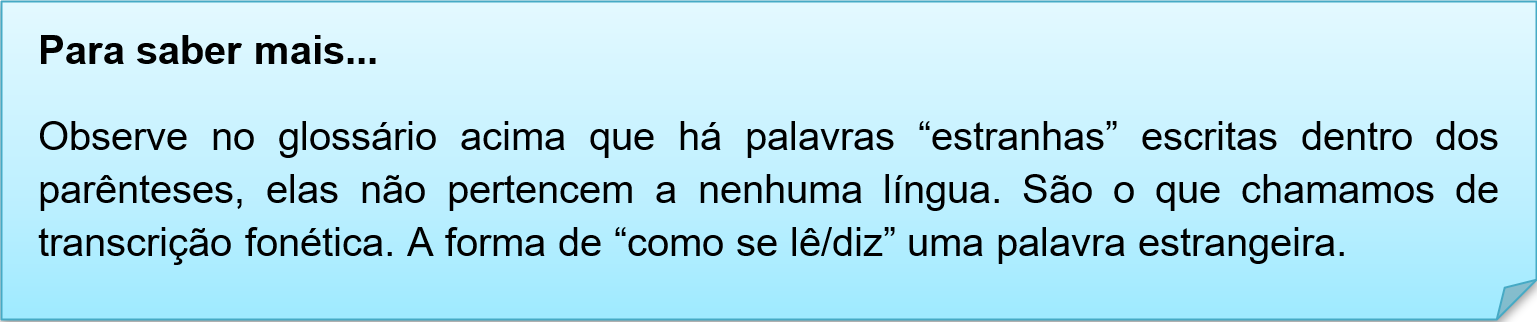 Para saber mais...
Observe no glossário acima que há palavras “estranhas” escritas dentro dos
parênteses, elas não pertencem a nenhuma língua. São o que chamamos de
transcrição fonética. A forma de “como se lê/diz” uma palavra estrangeira.